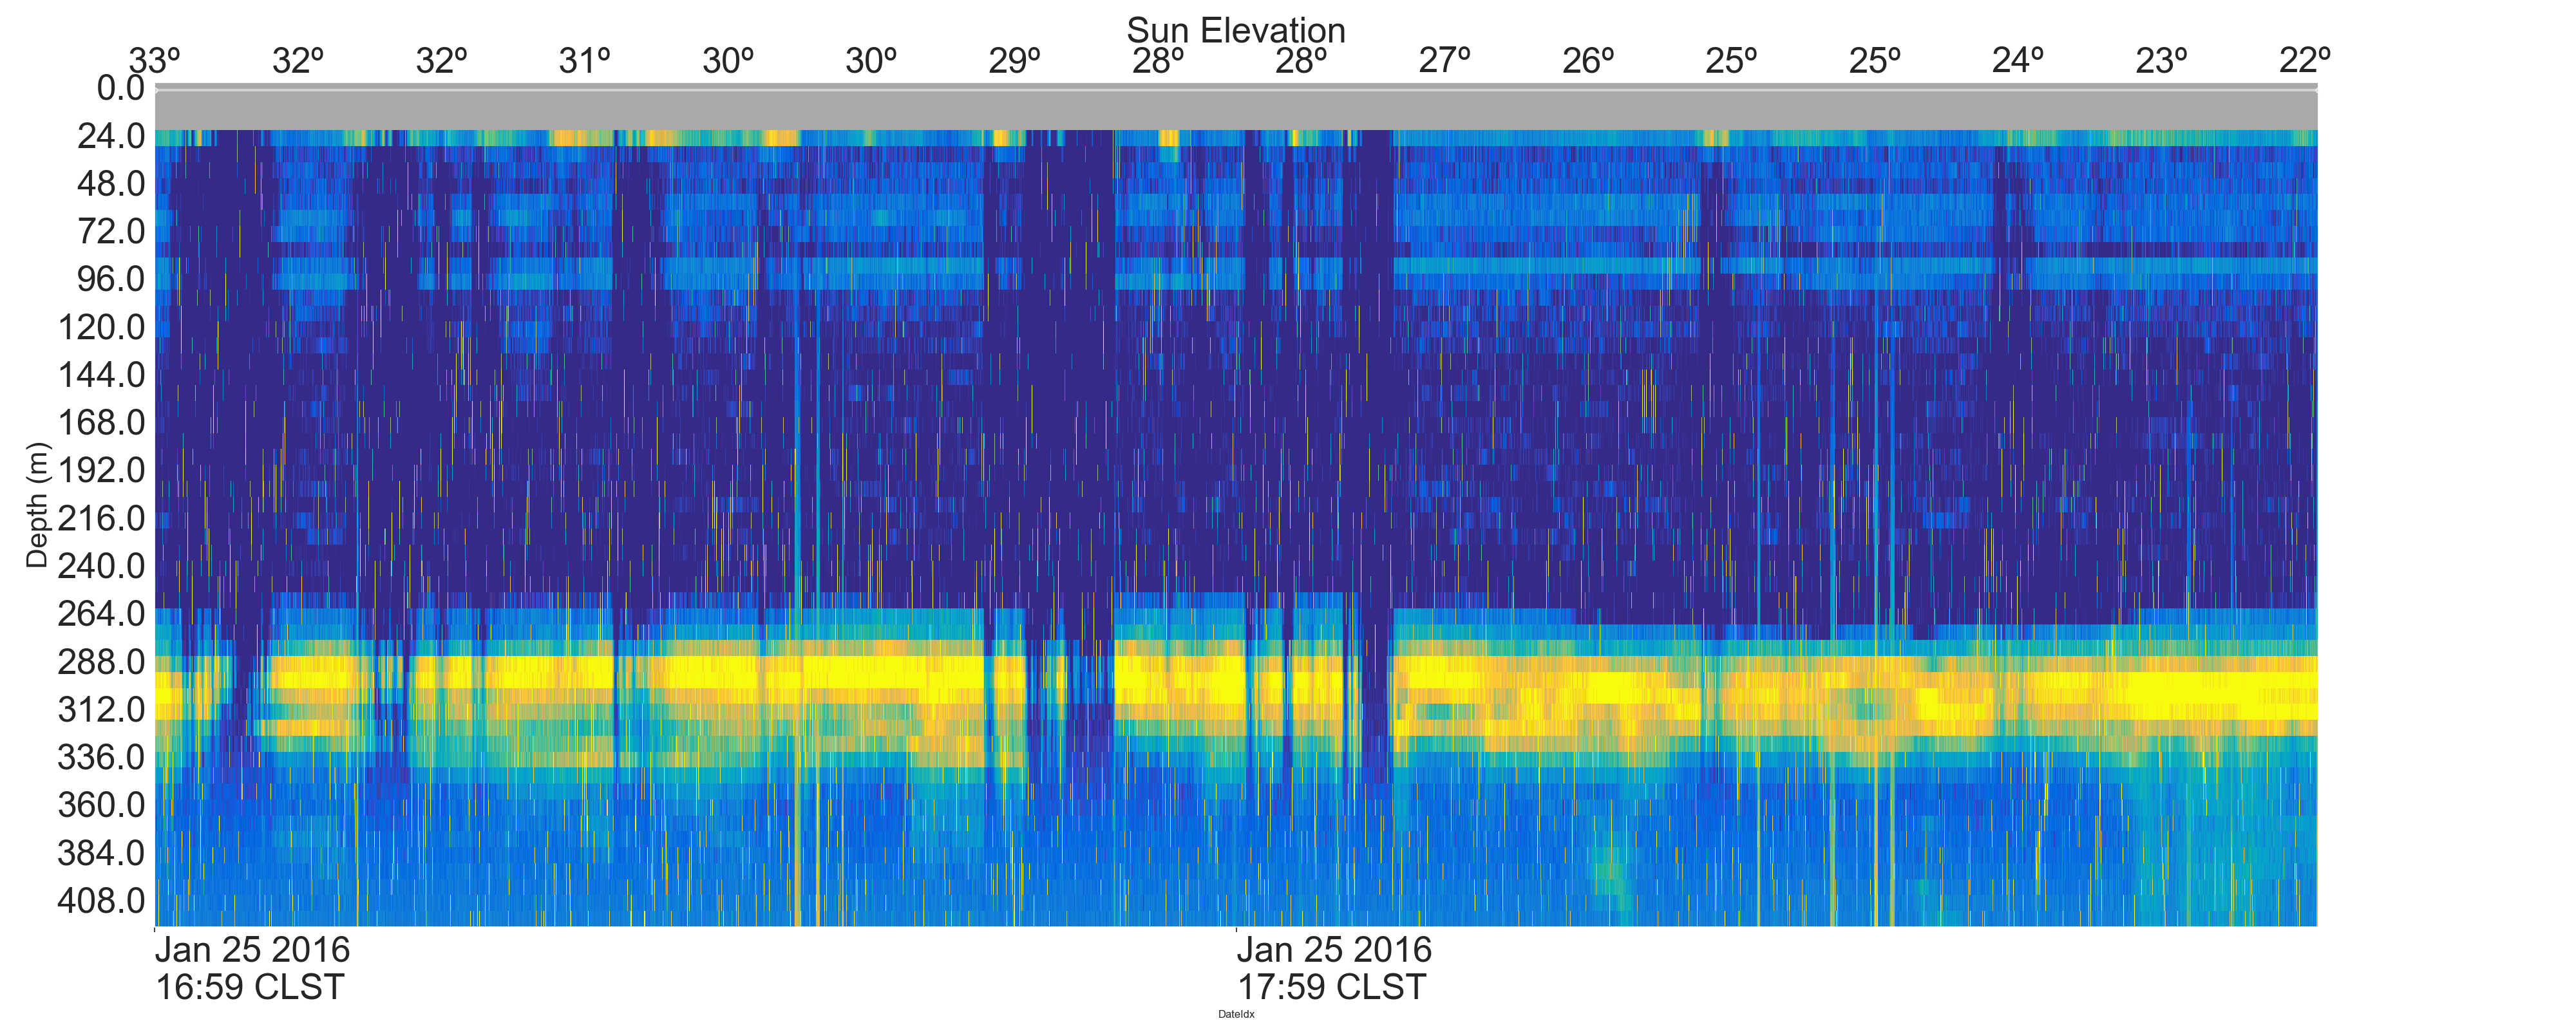 Sun Elevation
33º 32º 32º 31º 30º 30º 29º 28º 28º 27º 26º 25º 25º 24º 23º 22º
0.0
24.0
48.0
72.0
96.0
120.0
144.0
168.0
192.0
216.0
240.0
264.0
288.0
312.0
336.0
360.0
384.0
408.0
Depth (m)
Jan 25 2016
16:59 CLST
Jan 25 2016
17:59 CLST
DateIdx